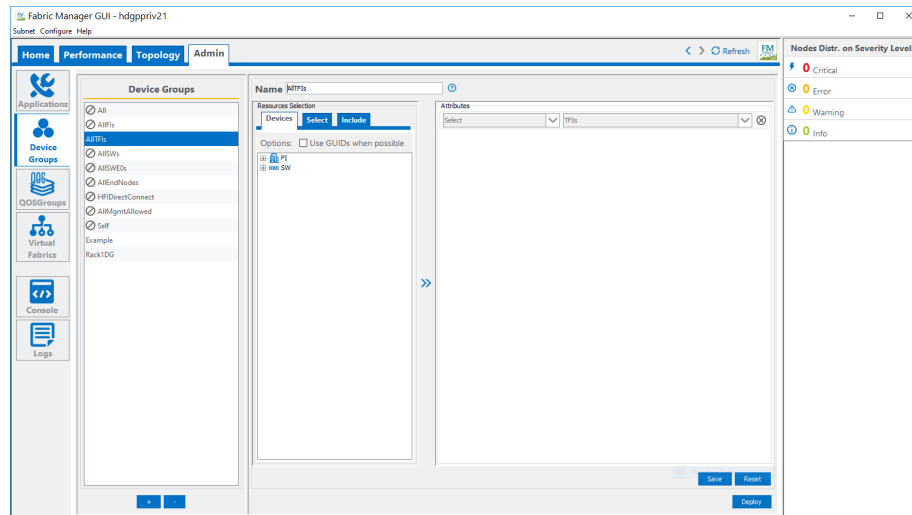 Fabric Manager GUI - hdgppriv21
Subnet Configure Help
Home Performance Topology Admin
Refresh FM
Nodes Distr. on Severity Level
0 Critical
0 Error
0 Warning
0 Info
Applications
Device
Groups
QOSGroups
Virtual
Fabrics
Console
Logs
Device Groups
All
AllFIs
AllTFIs
AllSWs
AllSWE0s
AllEndNodes
HFIDirectConnect
AllMgmtAllowed
Self
Example
Rack1DG
+ -
Name AllTFIs
Resources Selection
Devices Select Include
Options: Use GUIDs when possible
FI
SW
Attributes
Select TFIs
Save Reset
Deploy